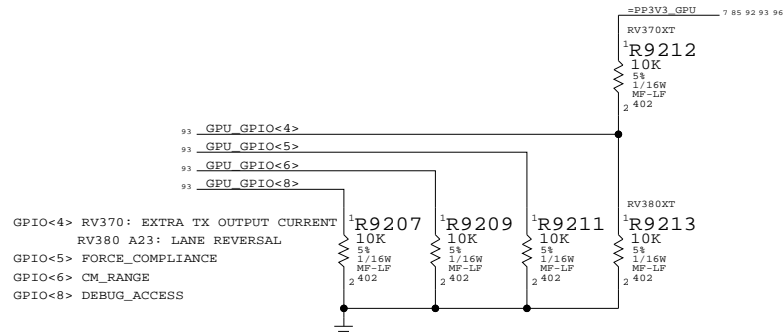 =PP3V3_GPU 7 85 92 93 96
RV370XT
1 R9212
10K
5%
1/16W
MF-LF
2 402
93 GPU_GPIO<4>
93 GPU_GPIO<5>
93 GPU_GPIO<6>
93 GPU_GPIO<8>
GPIO<4> RV370: EXTRA TX OUTPUT CURRENT
RV380 A23: LANE REVERSAL
GPIO<5> FORCE_COMPLIANCE
GPIO<6> CM_RANGE
GPIO<8> DEBUG_ACCESS
1 R9207
10K
5%
1/16W
MF-LF
2 402
1 R9209
10K
5%
1/16W
MF-LF
2 402
1 R9211
10K
5%
1/16W
MF-LF
2 402
RV380XT
1 R9213
10K
5%
1/16W
MF-LF
2 402